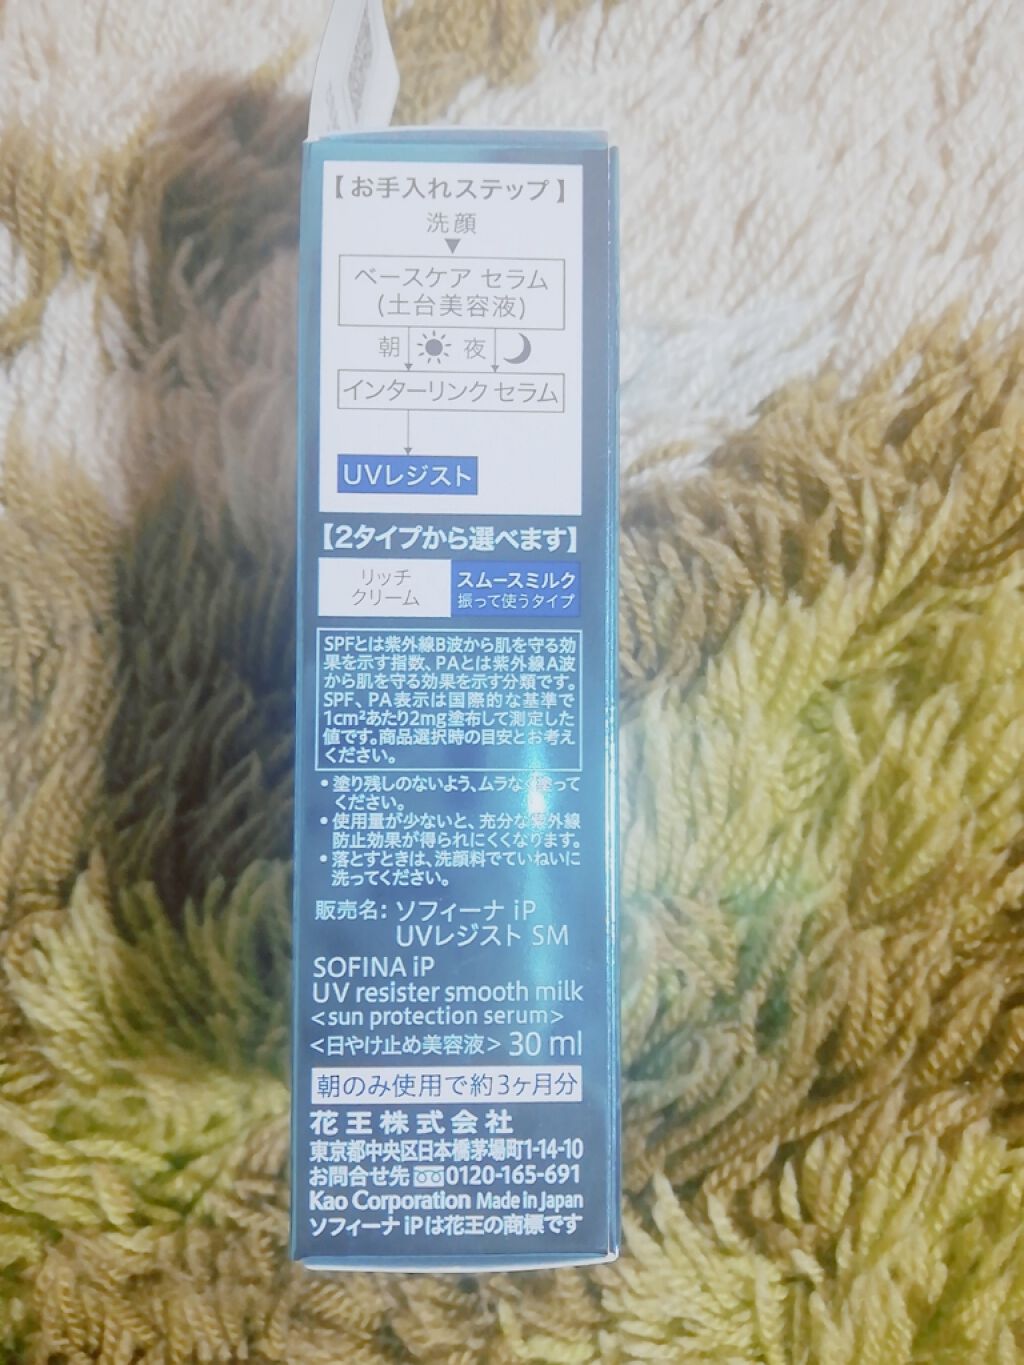 【お手入れステップ】
洗顔
ベースケア セラム
(土台美容液)
朝 夜
インターリンク セラム
UVレジスト
【2タイプから選べます】
リッチ
クリーム
スムースミルク
振って使うタイプ
SPFとは紫外線B波から肌を守る効
果を示す指数、PAとは紫外線A波
から肌を守る効果を示す分類です。
SPF、PA表示は国際的な基準で
1cm²あたり2mg塗布して測定した
値です。商品選択時の目安とお考え
ください。
•塗り残しのないよう、ムラなく塗って
ください。
•使用量が少ないと、充分な紫外線
防止効果が得られにくくなります。
•落とすときは、洗顔料でていねいに
洗ってください。
販売名: ソフィーナ iP
UVレジスト SM
SOFINA iP
UV resister smooth milk
<sun protection serum>
<日やけ止め美容液> 30 ml
朝のみ使用で約3ヶ月分
花王株式会社
東京都中央区日本橋茅場町1-14-10
お問合せ先 0120-165-691
Kao Corporation Made in Japan
ソフィーナ iPは花王の商標です